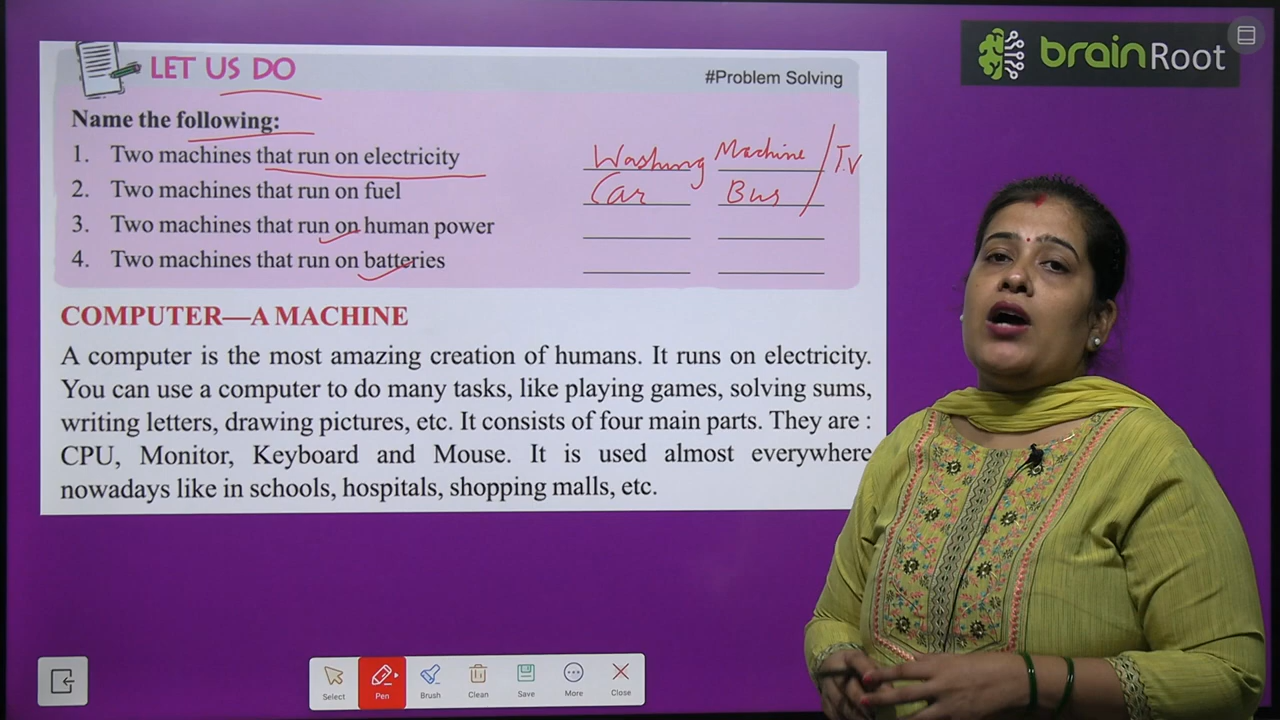 brainRoot
LET US DO
#Problem Solving
Name the following:
1. Two machines that run on electricity Washing Machine / T.V
2. Two machines that run on fuel Car Bus
3. Two machines that run on human power
4. Two machines that run on batteries
COMPUTER—A MACHINE
A computer is the most amazing creation of humans. It runs on electricity.
You can use a computer to do many tasks, like playing games, solving sums,
writing letters, drawing pictures, etc. It consists of four main parts. They are :
CPU, Monitor, Keyboard and Mouse. It is used almost everywhere
nowadays like in schools, hospitals, shopping malls, etc.
Select Pen Brush Clean Save More Close